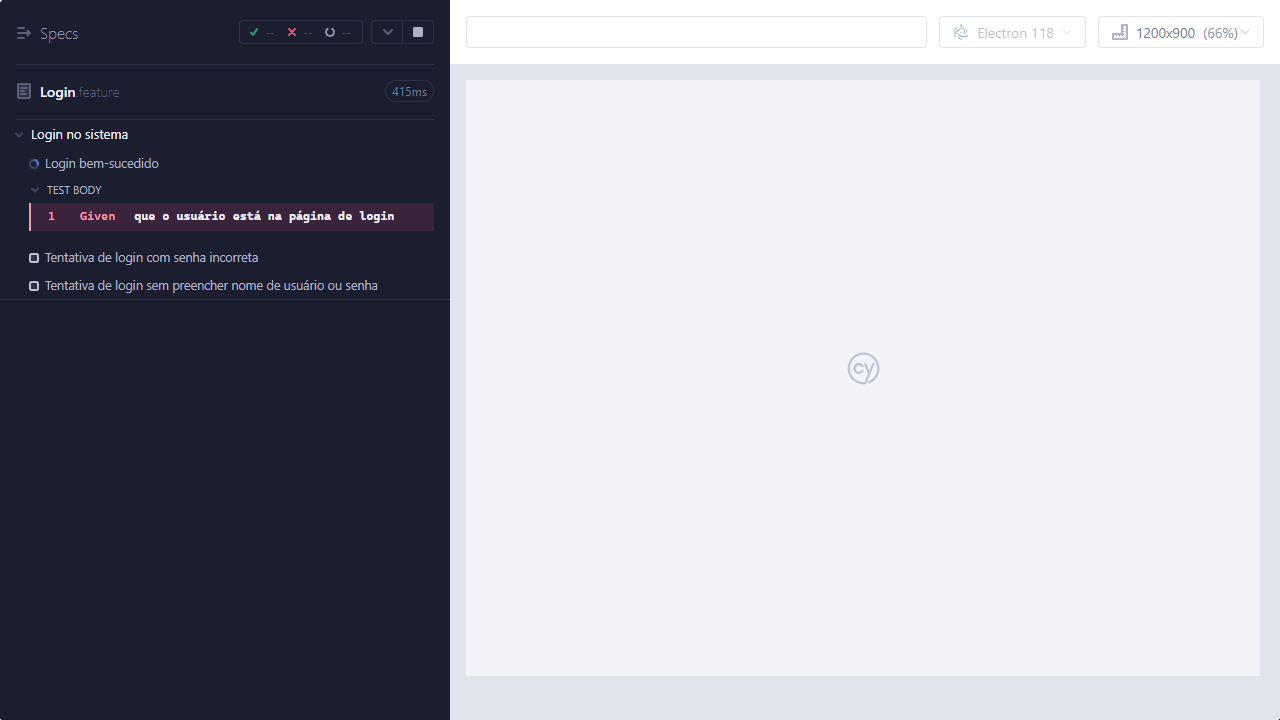 Specs
-- -- --
Electron 118
1200x900 (66%)
Login.feature
415ms
Login no sistema
Login bem-sucedido
TEST BODY
1 Given que o usuário está na página de login
Tentativa de login com senha incorreta
Tentativa de login sem preencher nome de usuário ou senha
cy